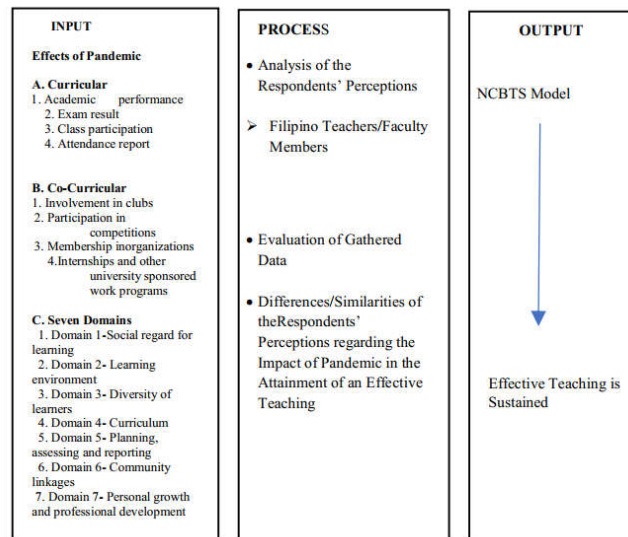 INPUT
Effects of Pandemic
A. Curricular
1. Academic performance
2. Exam result
3. Class participation
4. Attendance report
B. Co-Curricular
1. Involvement in clubs
2. Participation in
competitions
3. Membership inorganizations
4.Internships and other
university sponsored
work programs
C. Seven Domains
1. Domain 1-Social regard for
learning
2. Domain 2- Learning
environment
3. Domain 3- Diversity of
learners
4. Domain 4- Curriculum
5. Domain 5- Planning,
assessing and reporting
6. Domain 6- Community
linkages
7. Domain 7- Personal growth
and professional development
PROCESS
• Analysis of the
Respondents' Perceptions
➢ Filipino Teachers/Faculty
Members
• Evaluation of Gathered
Data
• Differences/Similarities of
theRespondents'
Perceptions regarding the
Impact of Pandemic in the
Attainment of an Effective
Teaching
OUTPUT
NCBTS Model
Effective Teaching is
Sustained